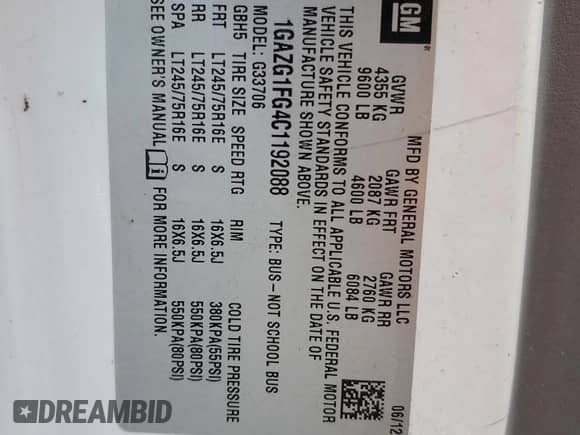 GM
MFD BY GENERAL MOTORS LLC 06/12
GVWR GAWR FRT GAWR RR
4355 KG 2087 KG 2760 KG
9600 LB 4600 LB 6084 LB
THIS VEHICLE CONFORMS TO ALL APPLICABLE U.S. FEDERAL MOTOR
VEHICLE SAFETY STANDARDS IN EFFECT ON THE DATE OF
MANUFACTURE SHOWN ABOVE.
1GAZG1FG4C1192088 TYPE: BUS–NOT SCHOOL BUS
MODEL: G33706
GBH5 TIRE SIZE SPEED RTG RIM COLD TIRE PRESSURE
FRT LT245/75R16E S 16X6.5J 380KPA(55PSI)
RR LT245/75R16E S 16X6.5J 550KPA(80PSI)
SPA LT245/75R16E S 16X6.5J 550KPA(80PSI)
SEE OWNER'S MANUAL FOR MORE INFORMATION.
DREAMBID